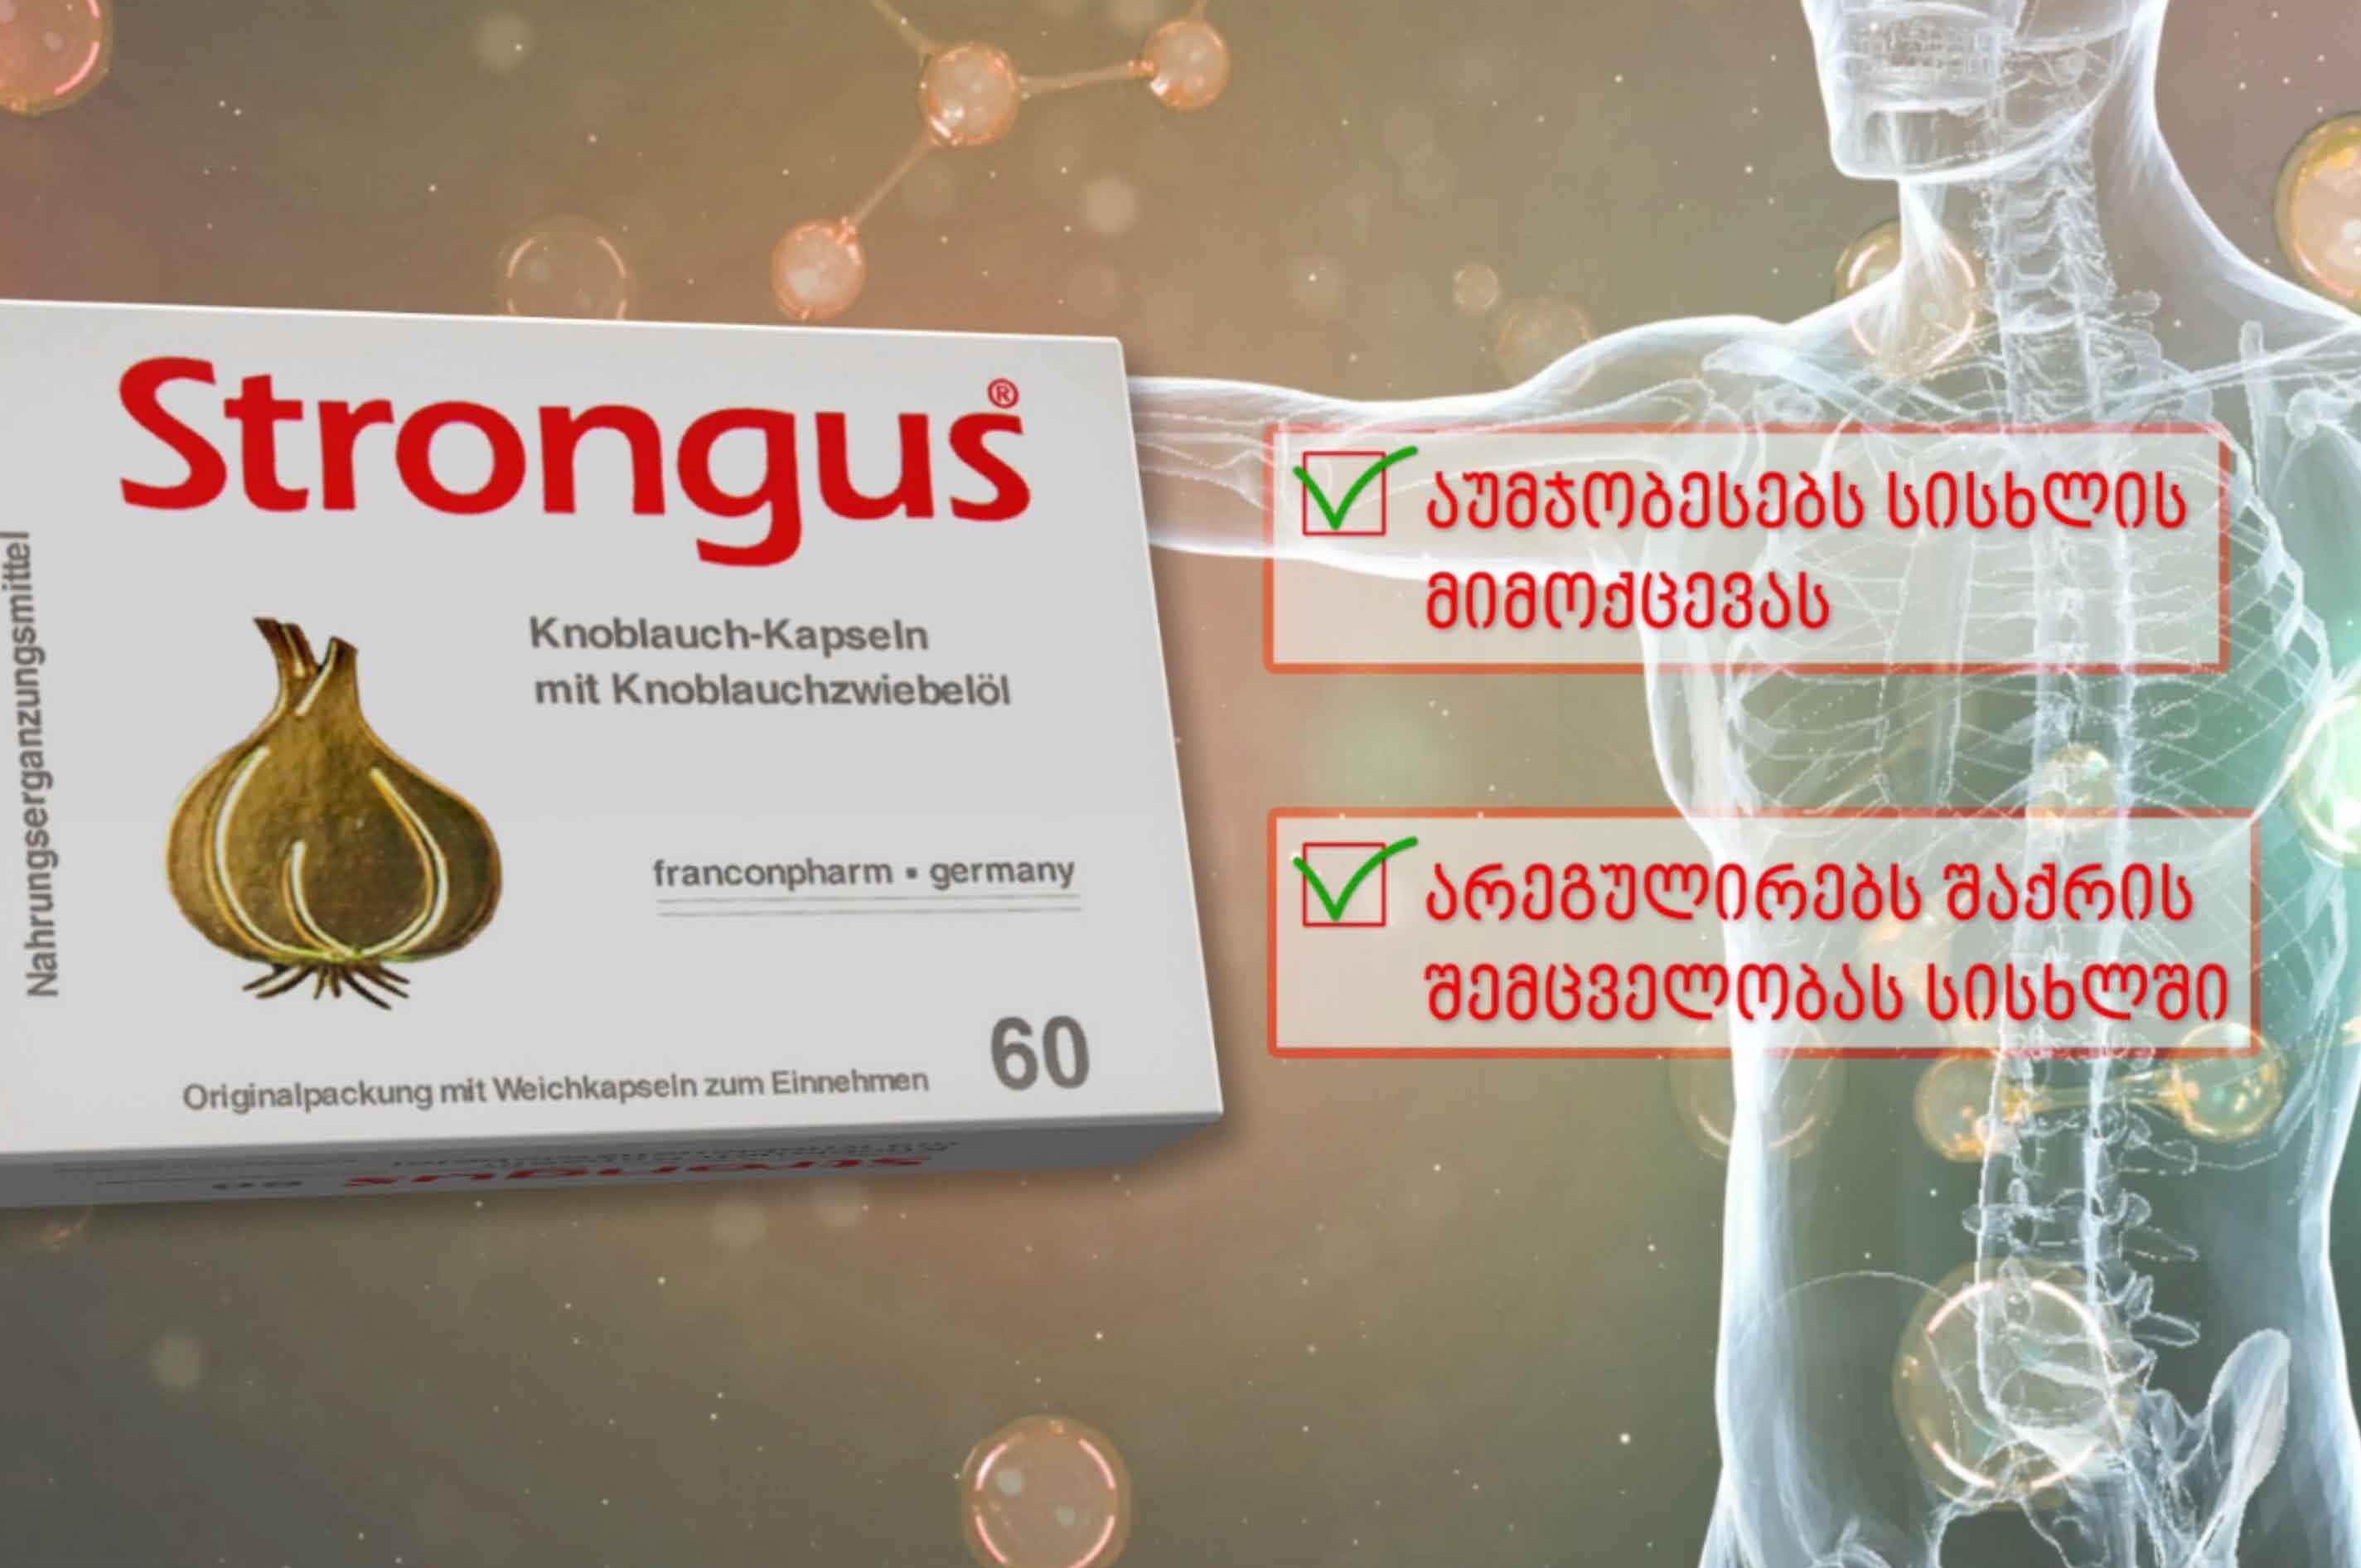 Strongus®
Nahrungsergänzungsmittel
Knoblauch-Kapseln
mit Knoblauchzwiebelöl
franconpharm ▪ germany
Originalpackung mit Weichkapseln zum Einnehmen
60
აუმჯობესებს სისხლის
მიმოქცევას
არეგულირებს შაქრის
შემცველობას სისხლში